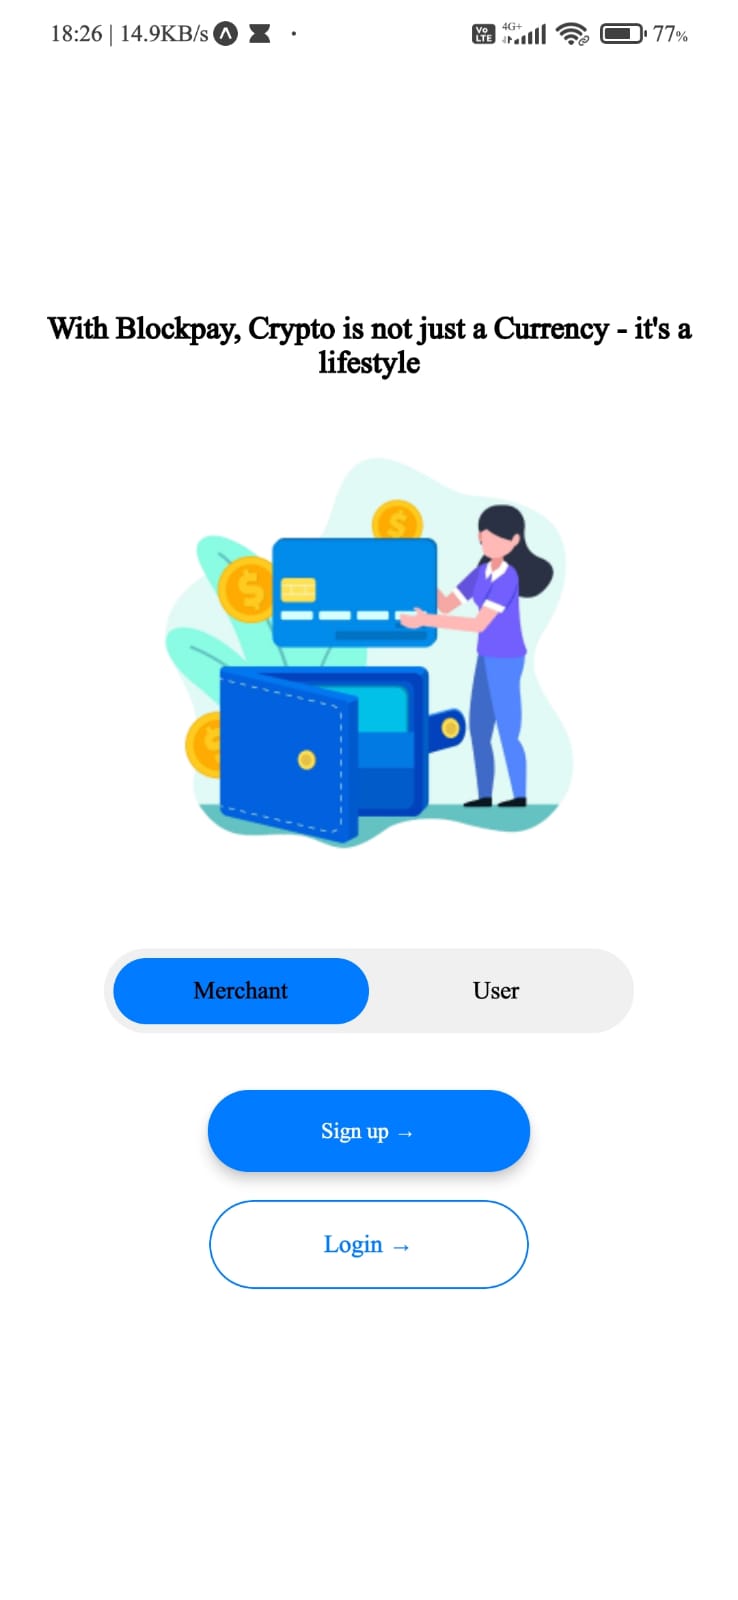 18:26 | 14.9KB/s
Vo LTE 4G+ 77%
With Blockpay, Crypto is not just a Currency - it's a
lifestyle
Merchant User
Sign up →
Login →